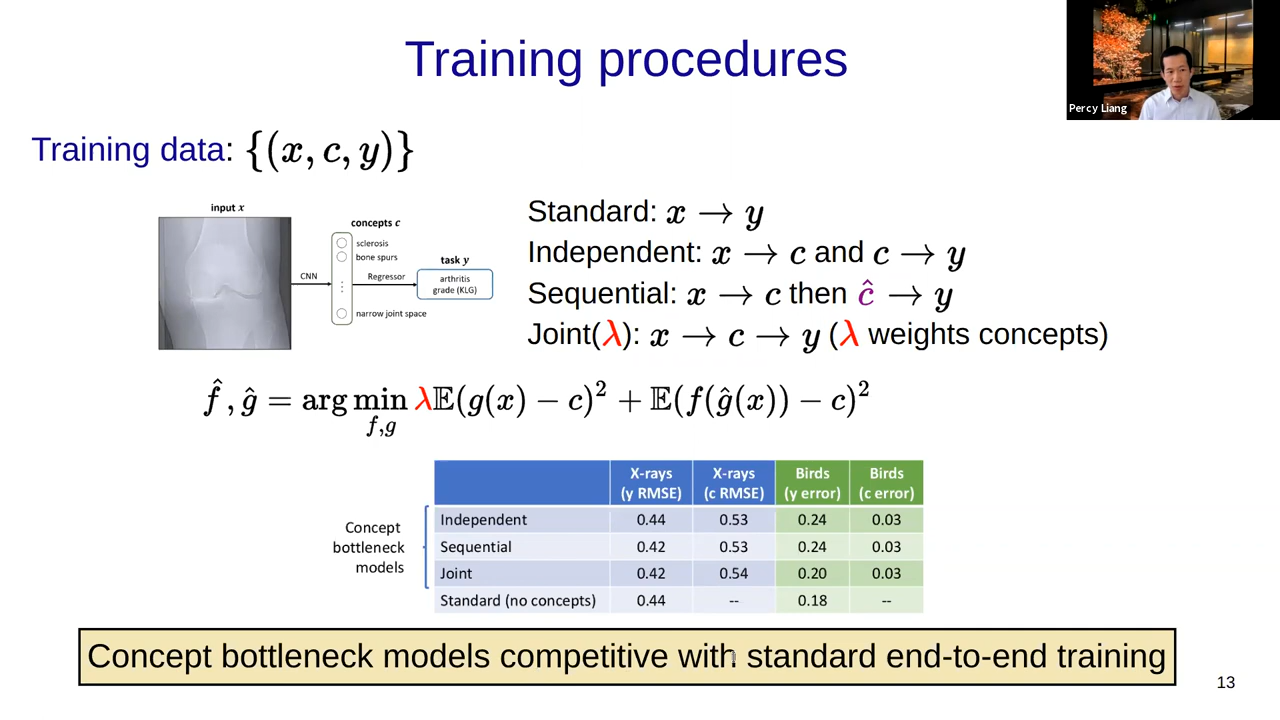 Training procedures
Percy Liang
Training data: {(x, c, y)}
input x
concepts c
sclerosis
bone spurs
⋮
narrow joint space
CNN
Regressor
task y
arthritis
grade (KLG)
Standard: x → y
Independent: x → c and c → y
Sequential: x → c then ĉ → y
Joint(λ): x → c → y (λ weights concepts)
f̂, ĝ = arg min_{f,g} λ𝔼(g(x) − c)² + 𝔼(f(ĝ(x)) − c)²
X-rays (y RMSE) X-rays (c RMSE) Birds (y error) Birds (c error)
Concept bottleneck models
Independent 0.44 0.53 0.24 0.03
Sequential 0.42 0.53 0.24 0.03
Joint 0.42 0.54 0.20 0.03
Standard (no concepts) 0.44 -- 0.18 --
Concept bottleneck models competitive with standard end-to-end training
13